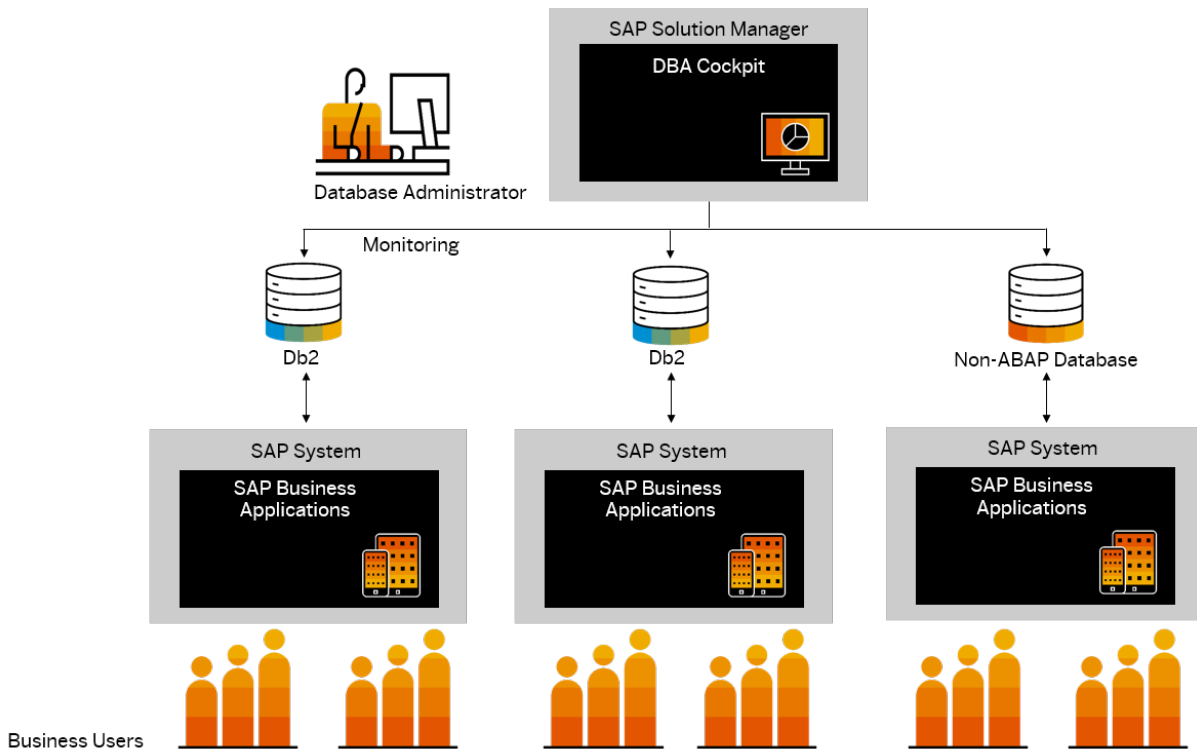 SAP Solution Manager
DBA Cockpit
Database Administrator
Monitoring
Db2
Db2
Non-ABAP Database
SAP System
SAP Business
Applications
SAP System
SAP Business
Applications
SAP System
SAP Business
Applications
Business Users